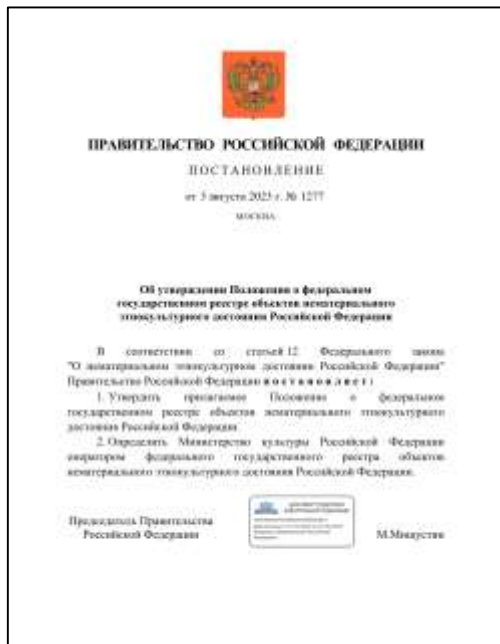 ПРАВИТЕЛЬСТВО РОССИЙСКОЙ ФЕДЕРАЦИИ
ПОСТАНОВЛЕНИЕ
от 3 августа 2023 г. № 1277
МОСКВА
Об утверждении Положения о федеральном
государственном реестре объектов нематериального
этнокультурного достояния Российской Федерации
В соответствии со статьей 12 Федерального закона
"О нематериальном этнокультурном достоянии Российской Федерации"
Правительство Российской Федерации постановляет:
1. Утвердить прилагаемое Положение о федеральном
государственном реестре объектов нематериального этнокультурного
достояния Российской Федерации.
2. Определить Министерство культуры Российской Федерации
оператором федерального государственного реестра объектов
нематериального этнокультурного достояния Российской Федерации.
Председатель Правительства
Российской Федерации
М.Мишустин